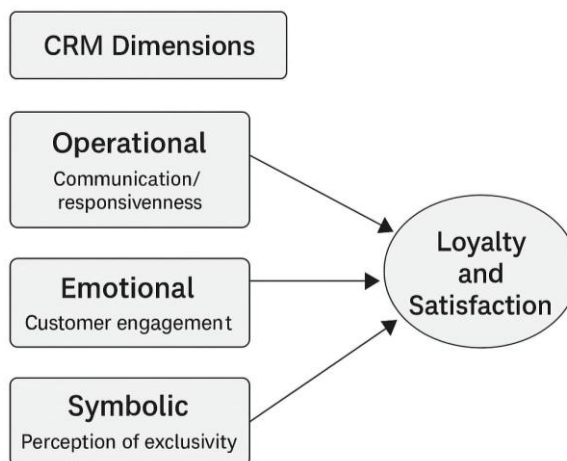 CRM Dimensions
Operational
Communication/
responsivenness
Emotional
Customer engagement
Symbolic
Perception of exclusivity
Loyalty
and
Satisfaction